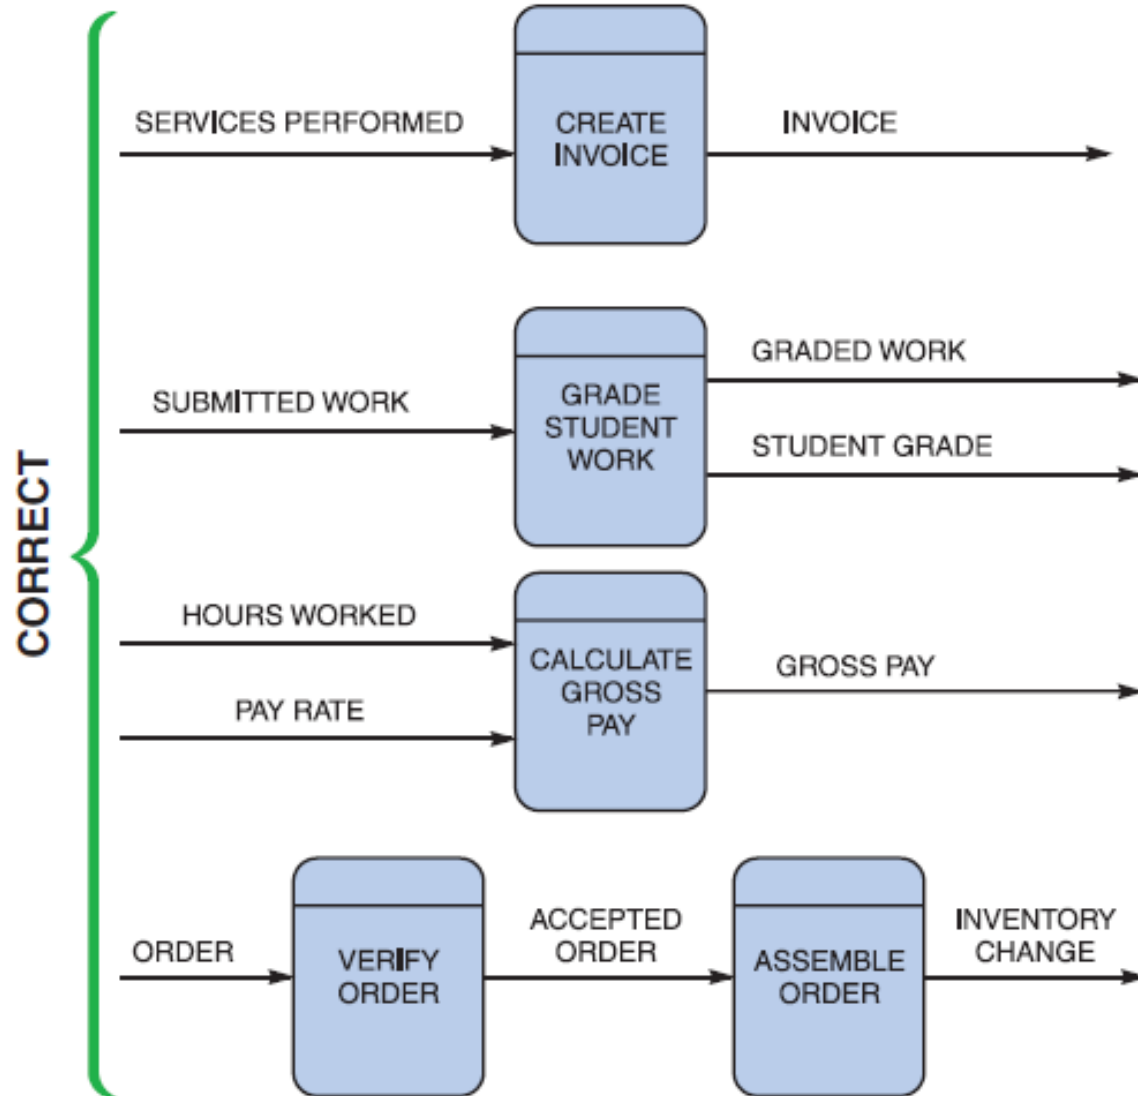 CORRECT
SERVICES PERFORMED
CREATE
INVOICE
INVOICE
SUBMITTED WORK
GRADE
STUDENT
WORK
GRADED WORK
STUDENT GRADE
HOURS WORKED
PAY RATE
CALCULATE
GROSS
PAY
GROSS PAY
ORDER
VERIFY
ORDER
ACCEPTED
ORDER
ASSEMBLE
ORDER
INVENTORY
CHANGE